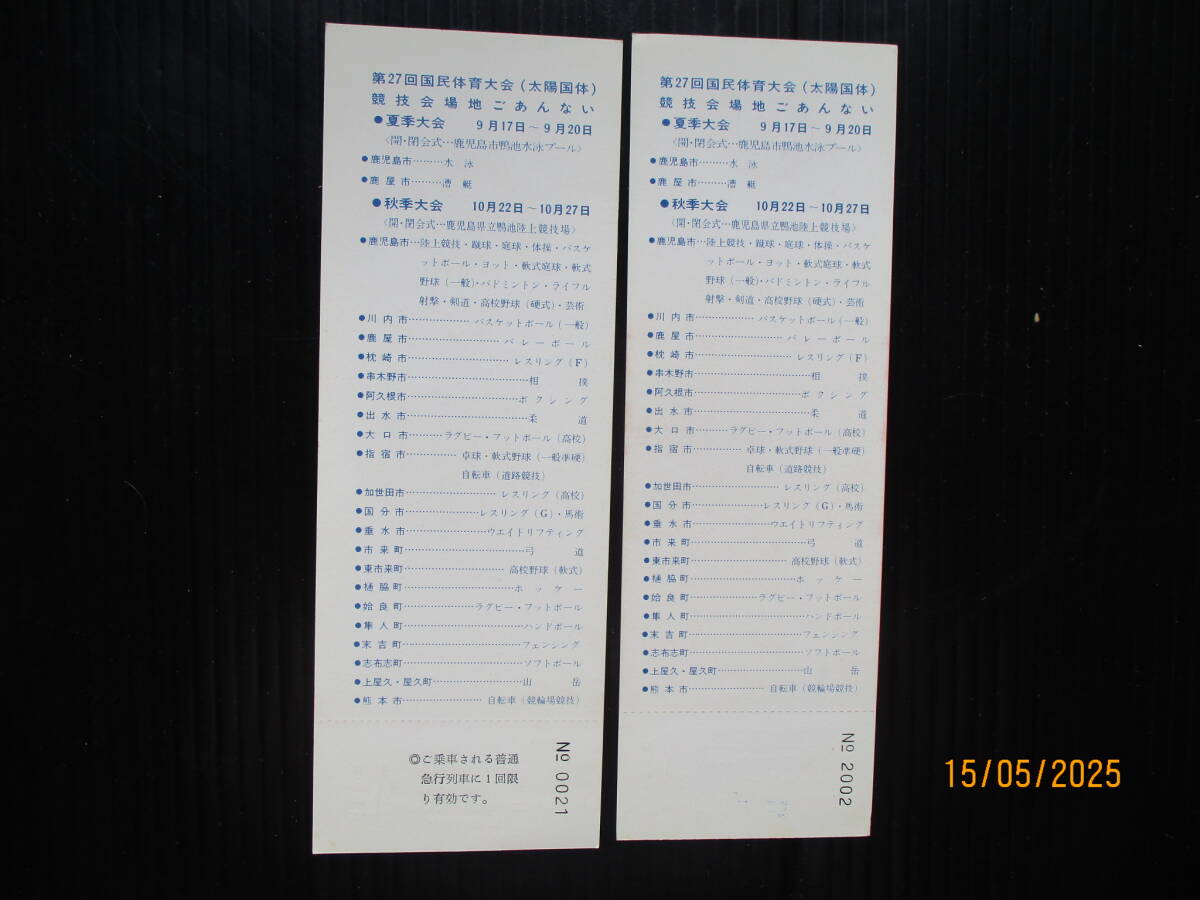 第27回国民体育大会(太陽国体)
競技会場地ごあんない
●夏季大会 9月17日～9月20日
〈開・閉会式…鹿児島市鴨池水泳プール〉
●鹿児島市………水泳
●鹿屋市………漕艇
●秋季大会 10月22日～10月27日
〈開・閉会式…鹿児島県立鴨池陸上競技場〉
●鹿児島市…陸上競技・蹴球・庭球・体操・バスケ
ットボール・ヨット・軟式庭球・軟式
野球(一般)・バドミントン・ライフル
射撃・剣道・高校野球(硬式)・芸術
●川内市………………バスケットボール(一般)
●鹿屋市………………バレーボール
●枕崎市………………レスリング(F)
●串木野市………………相撲
●阿久根市………………ボクシング
●出水市………………柔道
●大口市………ラグビー・フットボール(高校)
●指宿市…………卓球・軟式野球(一般準硬)
自転車(道路競技)
●加世田市………………レスリング(高校)
●国分市………………レスリング(G)・馬術
●垂水市………………ウエイトリフティング
●市来町………………弓道
●東市来町………………高校野球(軟式)
●樋脇町………………ホッケー
●姶良町………………ラグビー・フットボール
●隼人町………………ハンドボール
●末吉町………………フェンシング
●志布志町………………ソフトボール
●上屋久・屋久町………………山岳
●熊本市………………自転車(競輪場競技)
◎ご乗車される普通
急行列車に1回限
り有効です。
№ 0021
第27回国民体育大会(太陽国体)
競技会場地ごあんない
●夏季大会 9月17日～9月20日
〈開・閉会式…鹿児島市鴨池水泳プール〉
●鹿児島市………水泳
●鹿屋市………漕艇
●秋季大会 10月22日～10月27日
〈開・閉会式…鹿児島県立鴨池陸上競技場〉
●鹿児島市…陸上競技・蹴球・庭球・体操・バスケ
ットボール・ヨット・軟式庭球・軟式
野球(一般)・バドミントン・ライフル
射撃・剣道・高校野球(硬式)・芸術
●川内市………………バスケットボール(一般)
●鹿屋市………………バレーボール
●枕崎市………………レスリング(F)
●串木野市………………相撲
●阿久根市………………ボクシング
●出水市………………柔道
●大口市………ラグビー・フットボール(高校)
●指宿市…………卓球・軟式野球(一般準硬)
自転車(道路競技)
●加世田市………………レスリング(高校)
●国分市………………レスリング(G)・馬術
●垂水市………………ウエイトリフティング
●市来町………………弓道
●東市来町………………高校野球(軟式)
●樋脇町………………ホッケー
●姶良町………………ラグビー・フットボール
●隼人町………………ハンドボール
●末吉町………………フェンシング
●志布志町………………ソフトボール
●上屋久・屋久町………………山岳
●熊本市………………自転車(競輪場競技)
№ 2002
15/05/2025